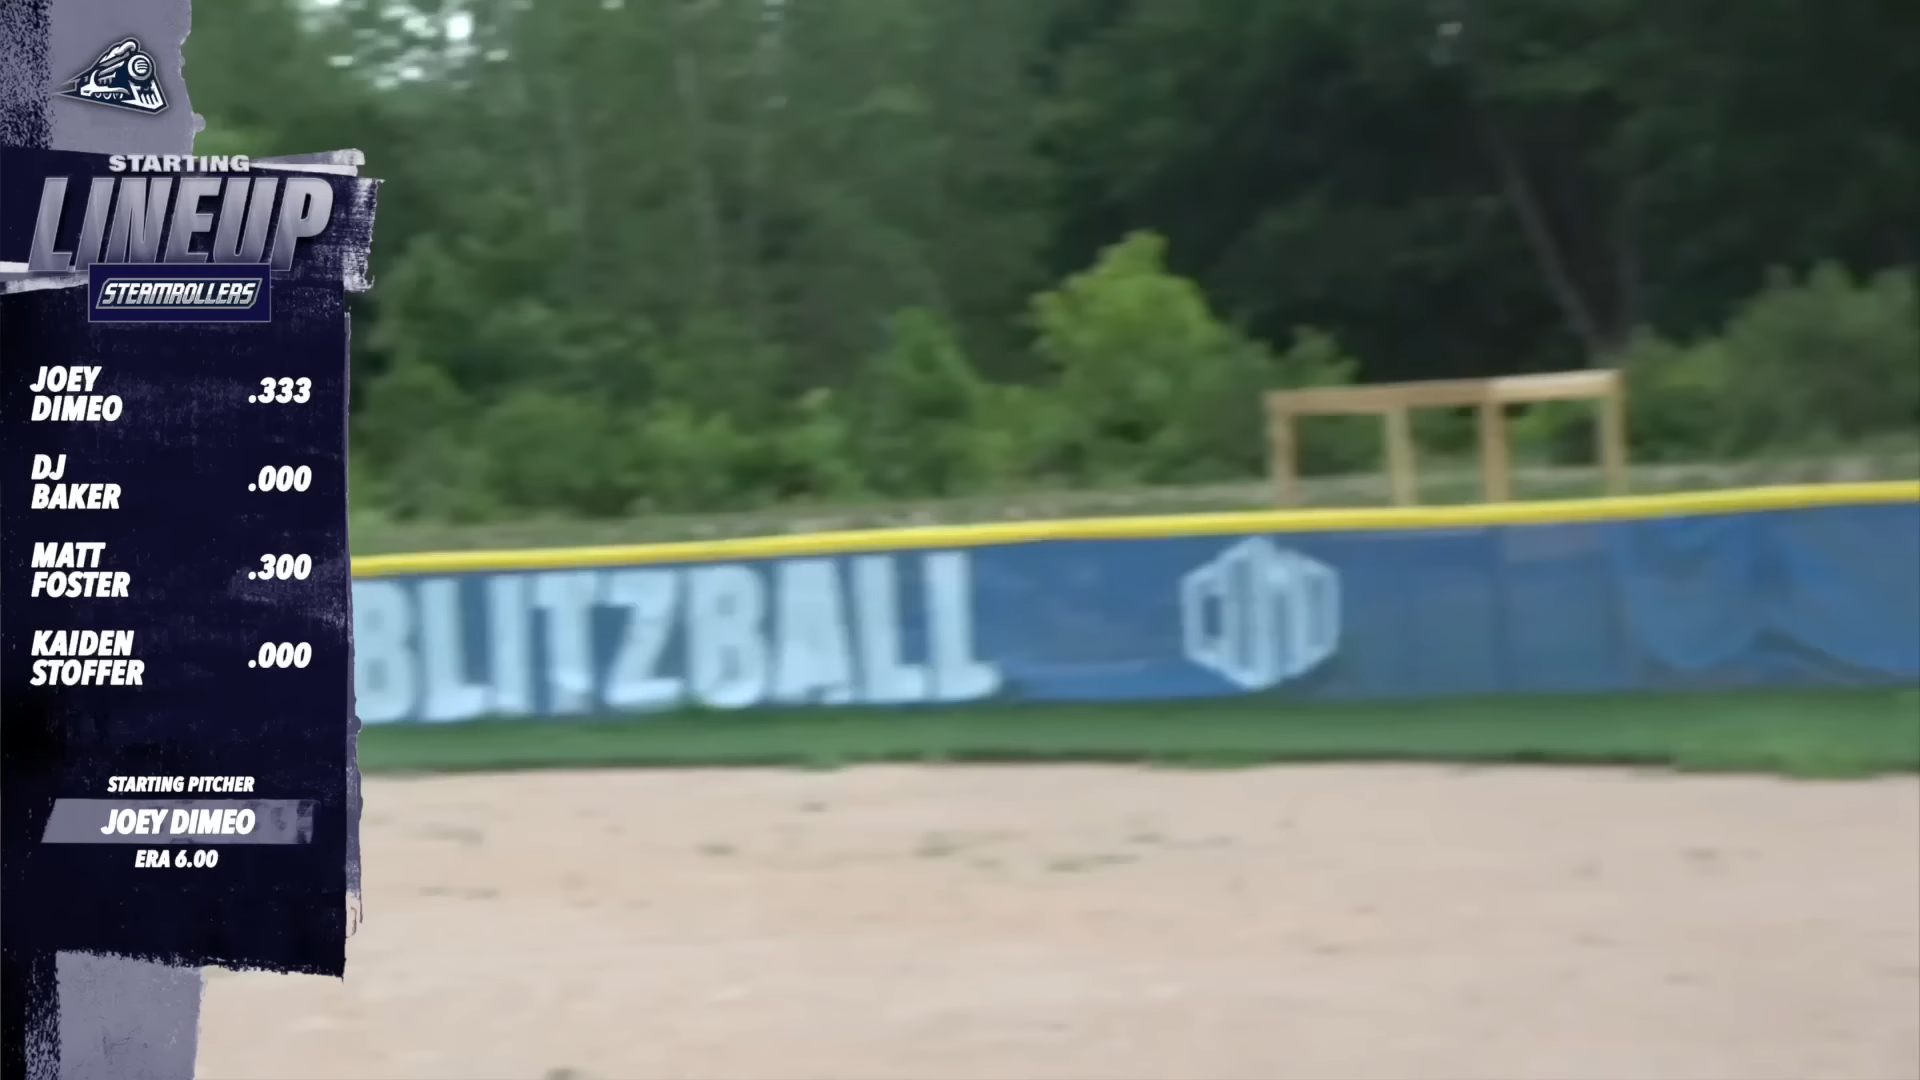 STARTING
LINEUP
STEAMROLLERS
JOEY
DIMEO
.333
DJ
BAKER
.000
MATT
FOSTER
.300
KAIDEN
STOFFER
.000
STARTING PITCHER
JOEY DIMEO
ERA 6.00
BLITZBALL